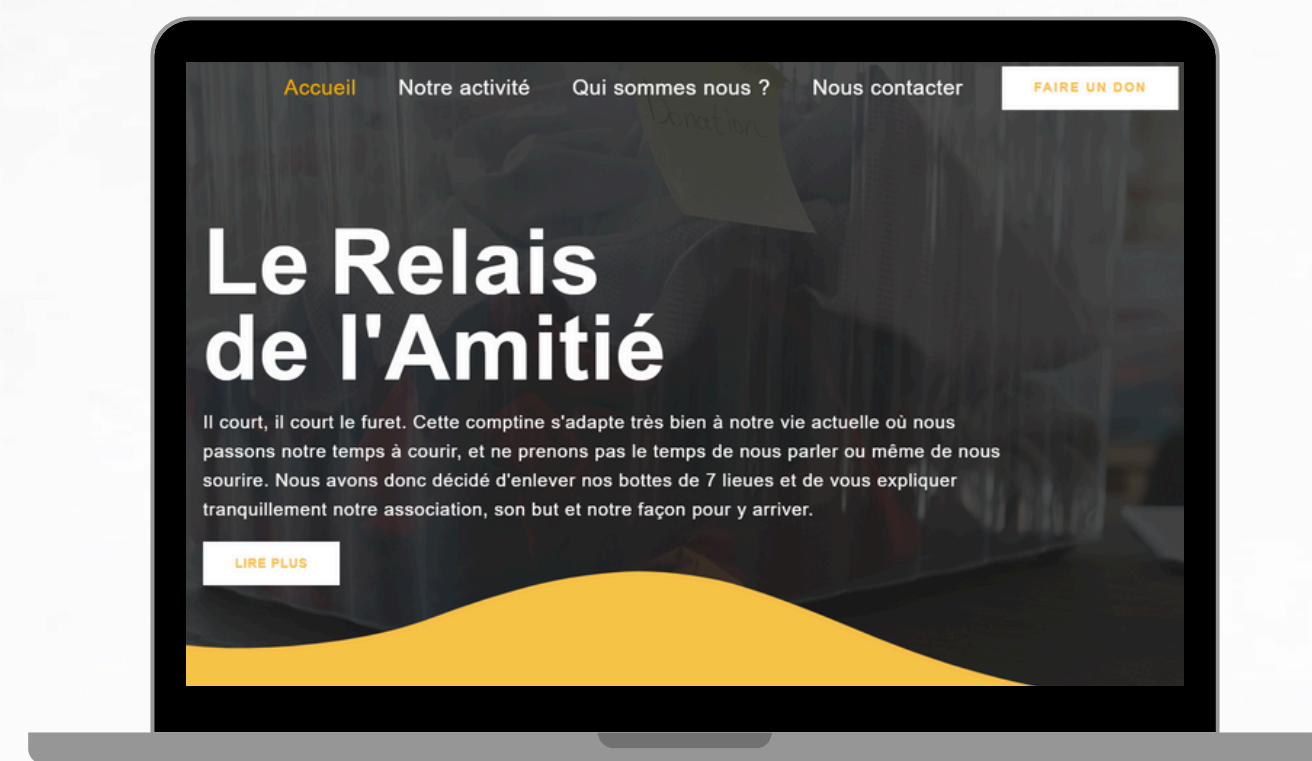 Accueil Notre activité Qui sommes nous ? Nous contacter FAIRE UN DON
Donation
Le Relais
de l'Amitié
Il court, il court le furet. Cette comptine s'adapte très bien à notre vie actuelle où nous
passons notre temps à courir, et ne prenons pas le temps de nous parler ou même de nous
sourire. Nous avons donc décidé d'enlever nos bottes de 7 lieues et de vous expliquer
tranquillement notre association, son but et notre façon pour y arriver.
LIRE PLUS